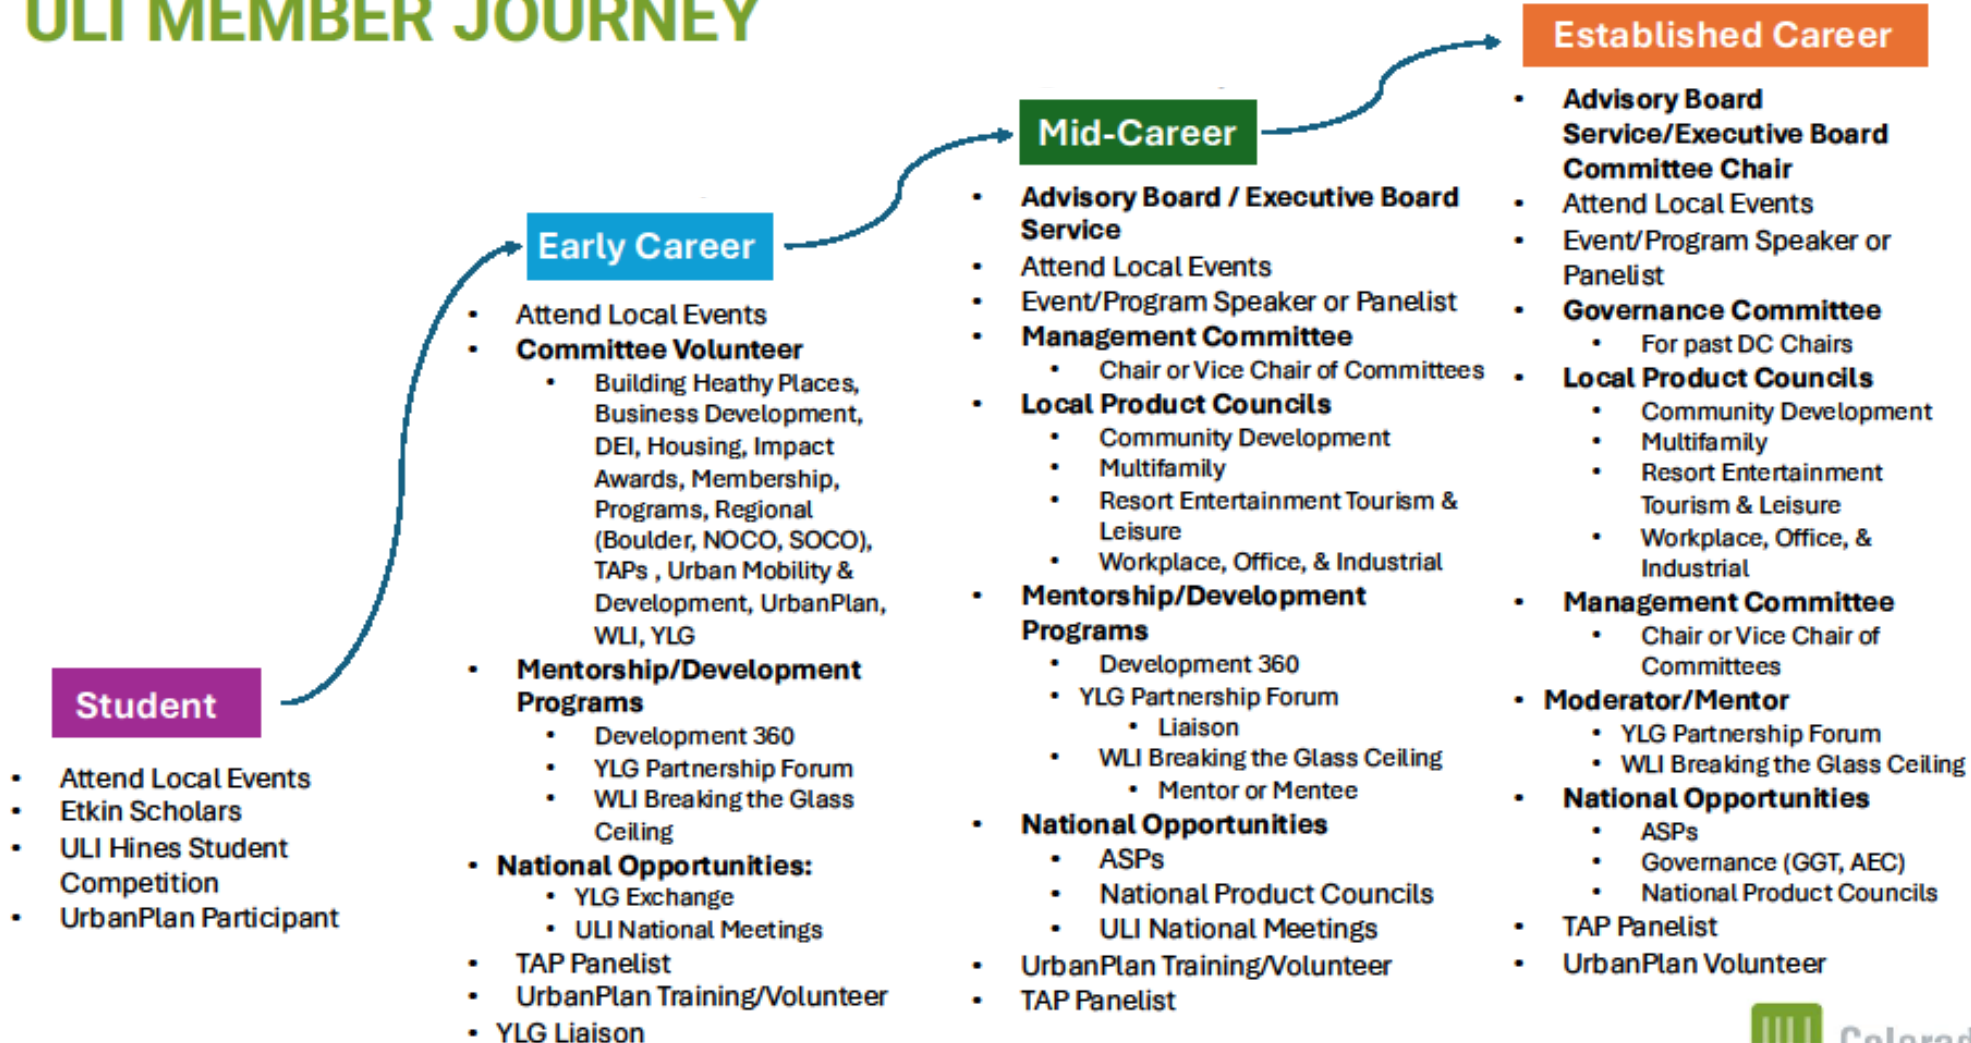 ULI MEMBER JOURNEY
Student
Attend Local Events
Etkin Scholars
ULI Hines Student
Competition
UrbanPlan Participant
Early Career
Attend Local Events
Committee Volunteer
Building Heathy Places,
Business Development,
DEI, Housing, Impact
Awards, Membership,
Programs, Regional
(Boulder, NOCO, SOCO),
TAPs , Urban Mobility &
Development, UrbanPlan,
WLI, YLG
Mentorship/Development
Programs
Development 360
YLG Partnership Forum
WLI Breaking the Glass
Ceiling
National Opportunities:
YLG Exchange
ULI National Meetings
TAP Panelist
UrbanPlan Training/Volunteer
YLG Liaison
Mid-Career
Advisory Board / Executive Board
Service
Attend Local Events
Event/Program Speaker or Panelist
Management Committee
Chair or Vice Chair of Committees
Local Product Councils
Community Development
Multifamily
Resort Entertainment Tourism &
Leisure
Workplace, Office, & Industrial
Mentorship/Development
Programs
Development 360
YLG Partnership Forum
Liaison
WLI Breaking the Glass Ceiling
Mentor or Mentee
National Opportunities
ASPs
National Product Councils
ULI National Meetings
UrbanPlan Training/Volunteer
TAP Panelist
Established Career
Advisory Board
Service/Executive Board
Committee Chair
Attend Local Events
Event/Program Speaker or
Panelist
Governance Committee
For past DC Chairs
Local Product Councils
Community Development
Multifamily
Resort Entertainment
Tourism & Leisure
Workplace, Office, &
Industrial
Management Committee
Chair or Vice Chair of
Committees
Moderator/Mentor
YLG Partnership Forum
WLI Breaking the Glass Ceiling
National Opportunities
ASPs
Governance (GGT, AEC)
National Product Councils
TAP Panelist
UrbanPlan Volunteer